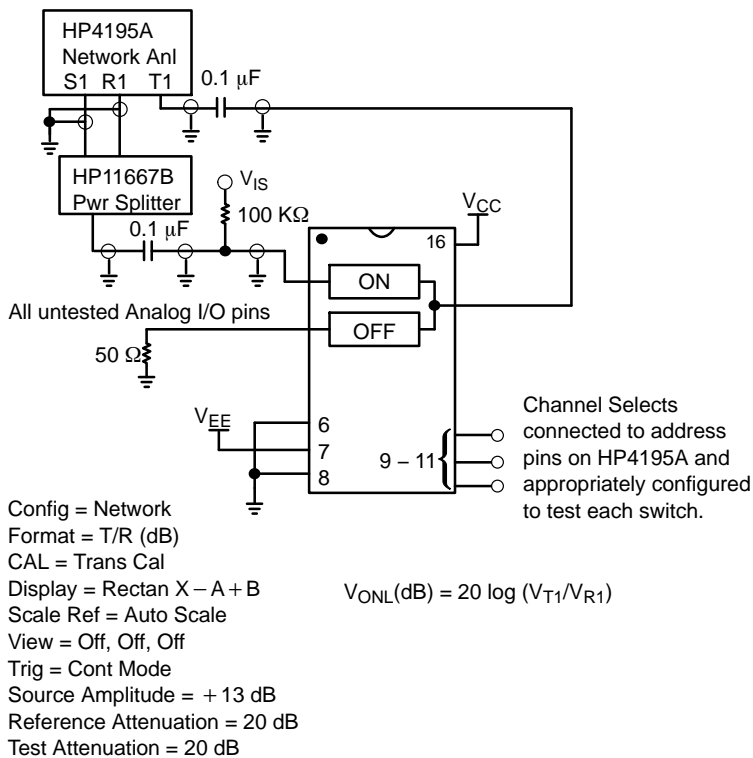 HP4195A
Network Anl
S1 R1 T1
0.1 μF
HP11667B
Pwr Splitter
V_IS
100 KΩ
0.1 μF
V_CC
16
ON
All untested Analog I/O pins
OFF
50 Ω
V_EE
6
7
8
9 – 11
Channel Selects
connected to address
pins on HP4195A and
appropriately configured
to test each switch.
Config = Network
Format = T/R (dB)
CAL = Trans Cal
Display = Rectan X – A + B
Scale Ref = Auto Scale
View = Off, Off, Off
Trig = Cont Mode
Source Amplitude = +13 dB
Reference Attenuation = 20 dB
Test Attenuation = 20 dB
V_ONL(dB) = 20 log (V_T1/V_R1)